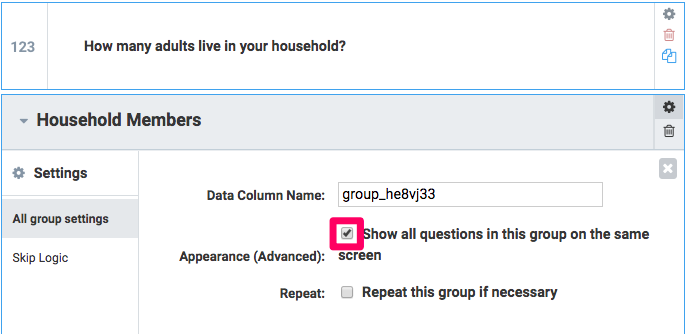 123
How many adults live in your household?
Household Members
Settings
All group settings
Skip Logic
Data Column Name: group_he8vj33
Show all questions in this group on the same
Appearance (Advanced): screen
Repeat: Repeat this group if necessary